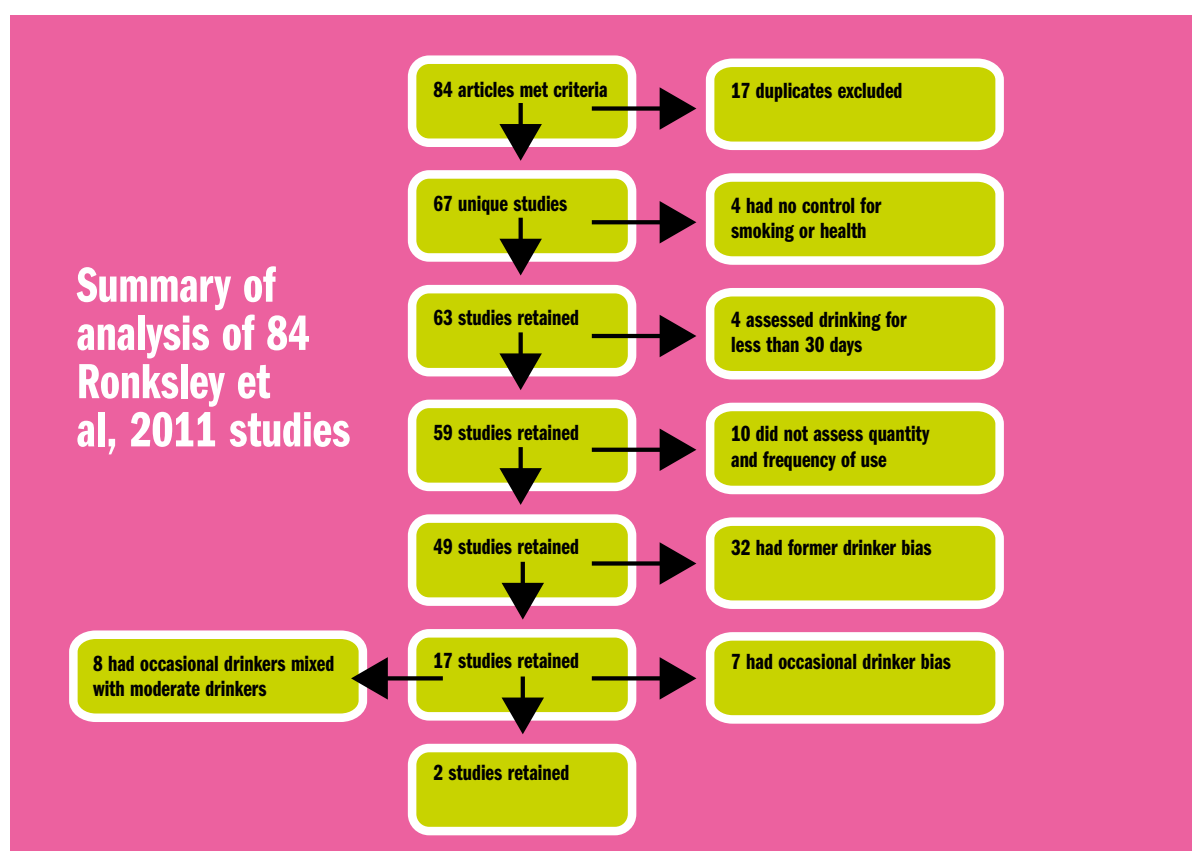 Summary of
analysis of 84
Ronksley et
al, 2011 studies
84 articles met criteria
17 duplicates excluded
67 unique studies
4 had no control for
smoking or health
63 studies retained
4 assessed drinking for
less than 30 days
59 studies retained
10 did not assess quantity
and frequency of use
49 studies retained
32 had former drinker bias
8 had occasional drinkers mixed
with moderate drinkers
17 studies retained
7 had occasional drinker bias
2 studies retained